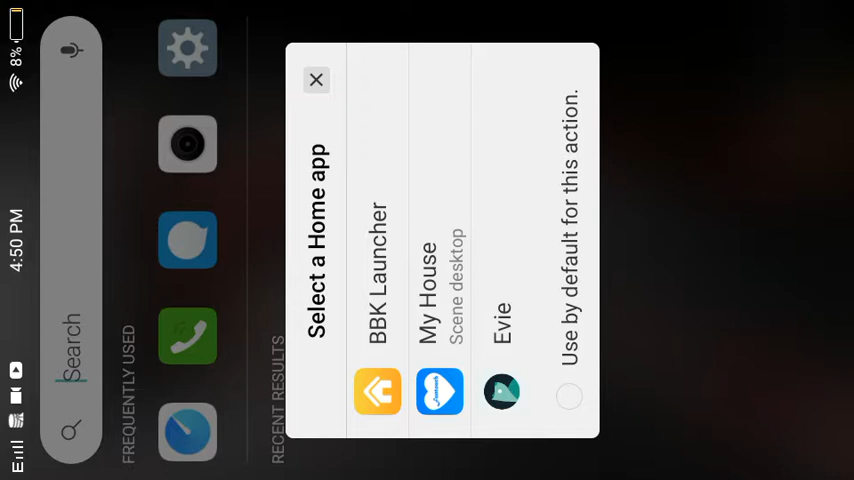 4:50 PM
8%
Search
FREQUENTLY USED
RECENT RESULTS
Select a Home app
BBK Launcher
My House
Scene desktop
Evie
Use by default for this action.